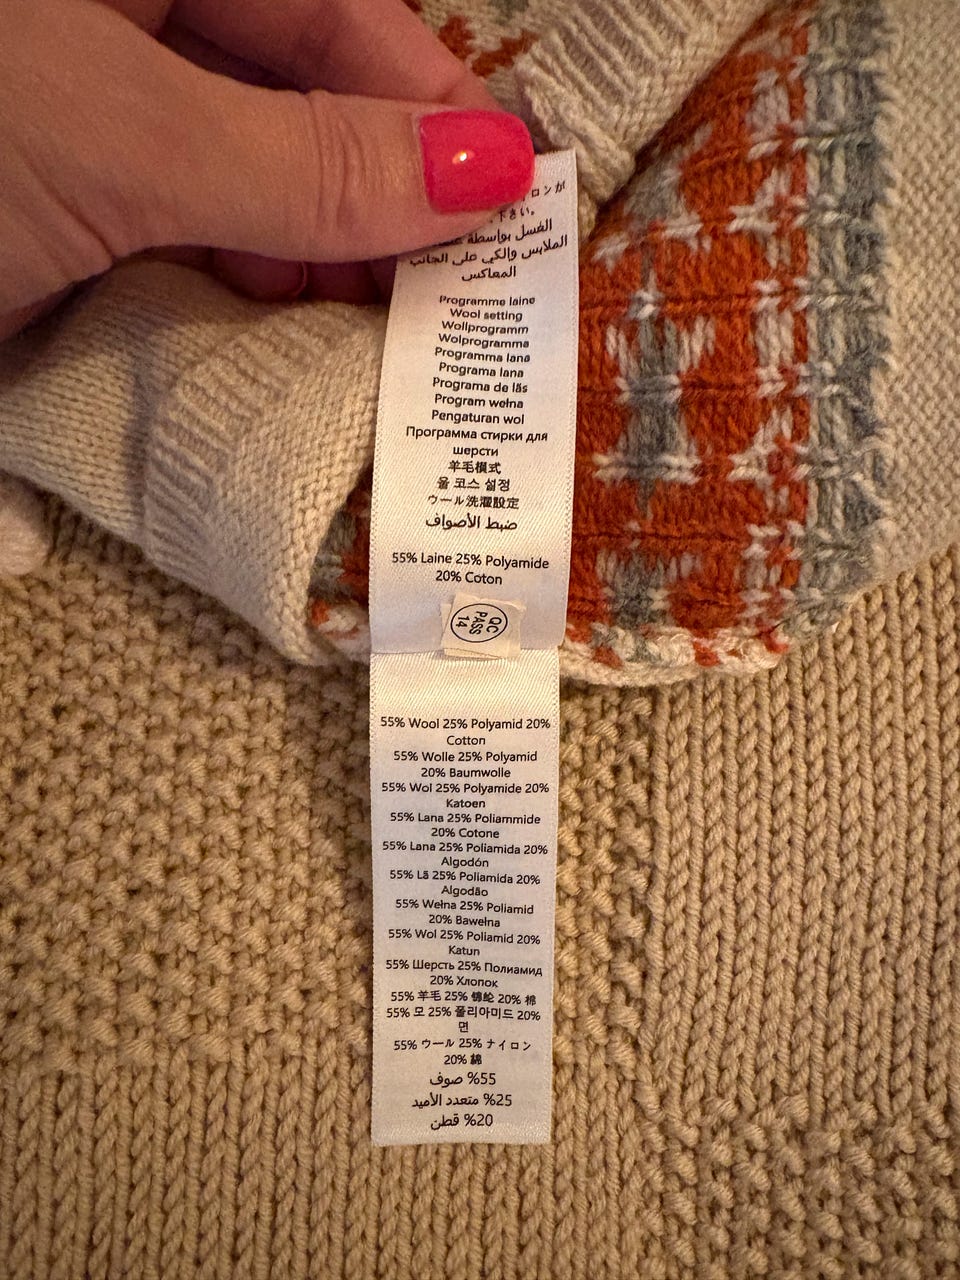 イロンが
下さい。
الغسل بواسطة
الملابس والكي على الجانب
المعاكس
Programme laine
Wool setting
Wollprogramm
Wolprogramma
Programma lana
Programa lana
Programa de lãs
Program wełna
Pengaturan wol
Программа стирки для
шерсти
羊毛模式
울 코스 설정
ウール洗濯設定
ضبط الأصواف
55% Laine 25% Polyamide
20% Coton
QC
PASS
14
55% Wool 25% Polyamid 20%
Cotton
55% Wolle 25% Polyamid
20% Baumwolle
55% Wol 25% Polyamide 20%
Katoen
55% Lana 25% Poliammide
20% Cotone
55% Lana 25% Poliamida 20%
Algodón
55% Lã 25% Poliamida 20%
Algodão
55% Wełna 25% Poliamid
20% Bawełna
55% Wol 25% Poliamid 20%
Katun
55% Шерсть 25% Полиамид
20% Хлопок
55% 羊毛 25% 锦纶 20% 棉
55% 모 25% 폴리아미드 20%
면
55% ウール 25% ナイロン
20% 綿
55% صوف
25% متعدد الأميد
20% قطن